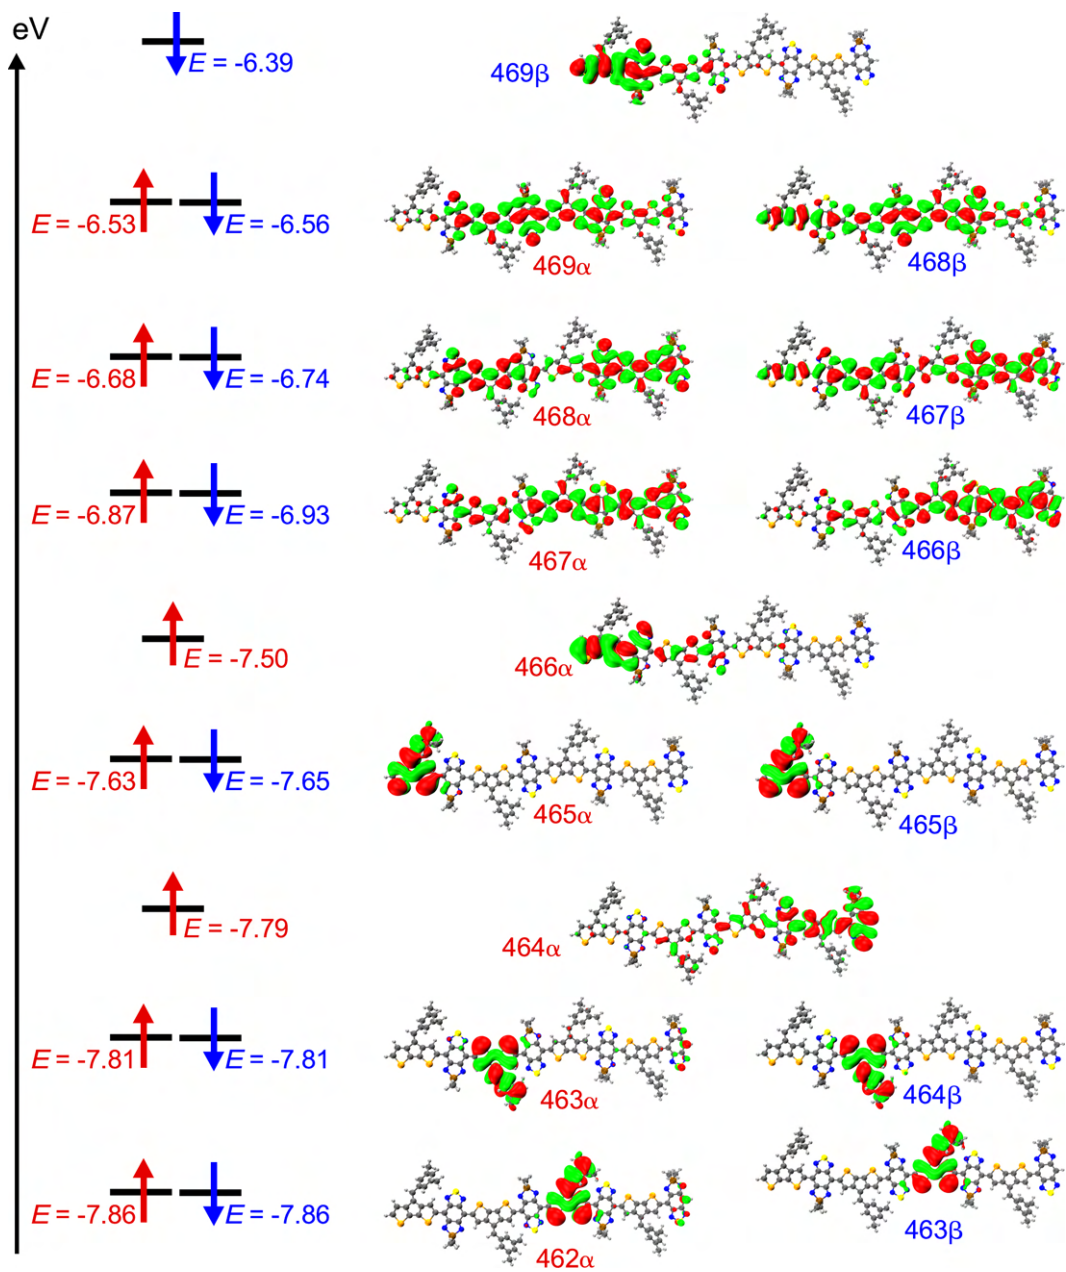 eV
E = -6.39
469β
E = -6.53 E = -6.56
469α 468β
E = -6.68 E = -6.74
468α 467β
E = -6.87 E = -6.93
467α 466β
E = -7.50
466α
E = -7.63 E = -7.65
465α 465β
E = -7.79
464α
E = -7.81 E = -7.81
463α 464β
E = -7.86 E = -7.86
462α 463β